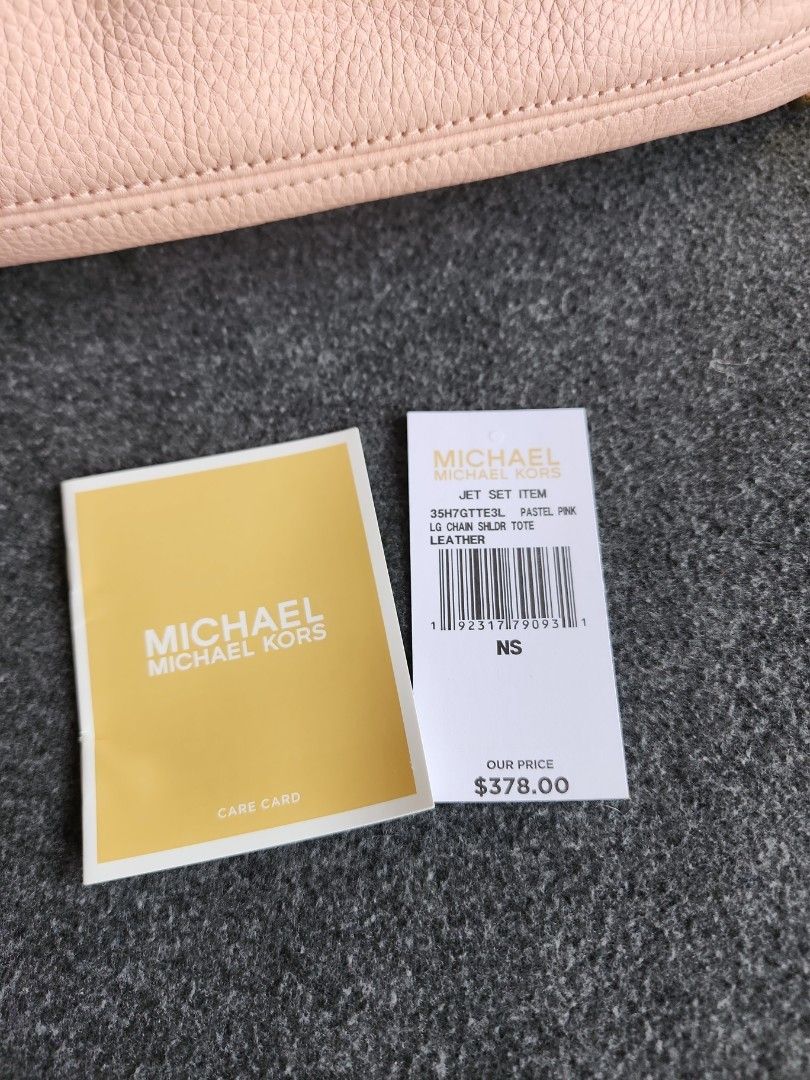 MICHAEL
MICHAEL KORS
CARE CARD
MICHAEL
MICHAEL KORS
JET SET ITEM
35H7GTTE3L PASTEL PINK
LG CHAIN SHLDR TOTE
LEATHER
1 92317 79093 1
NS
OUR PRICE
$378.00